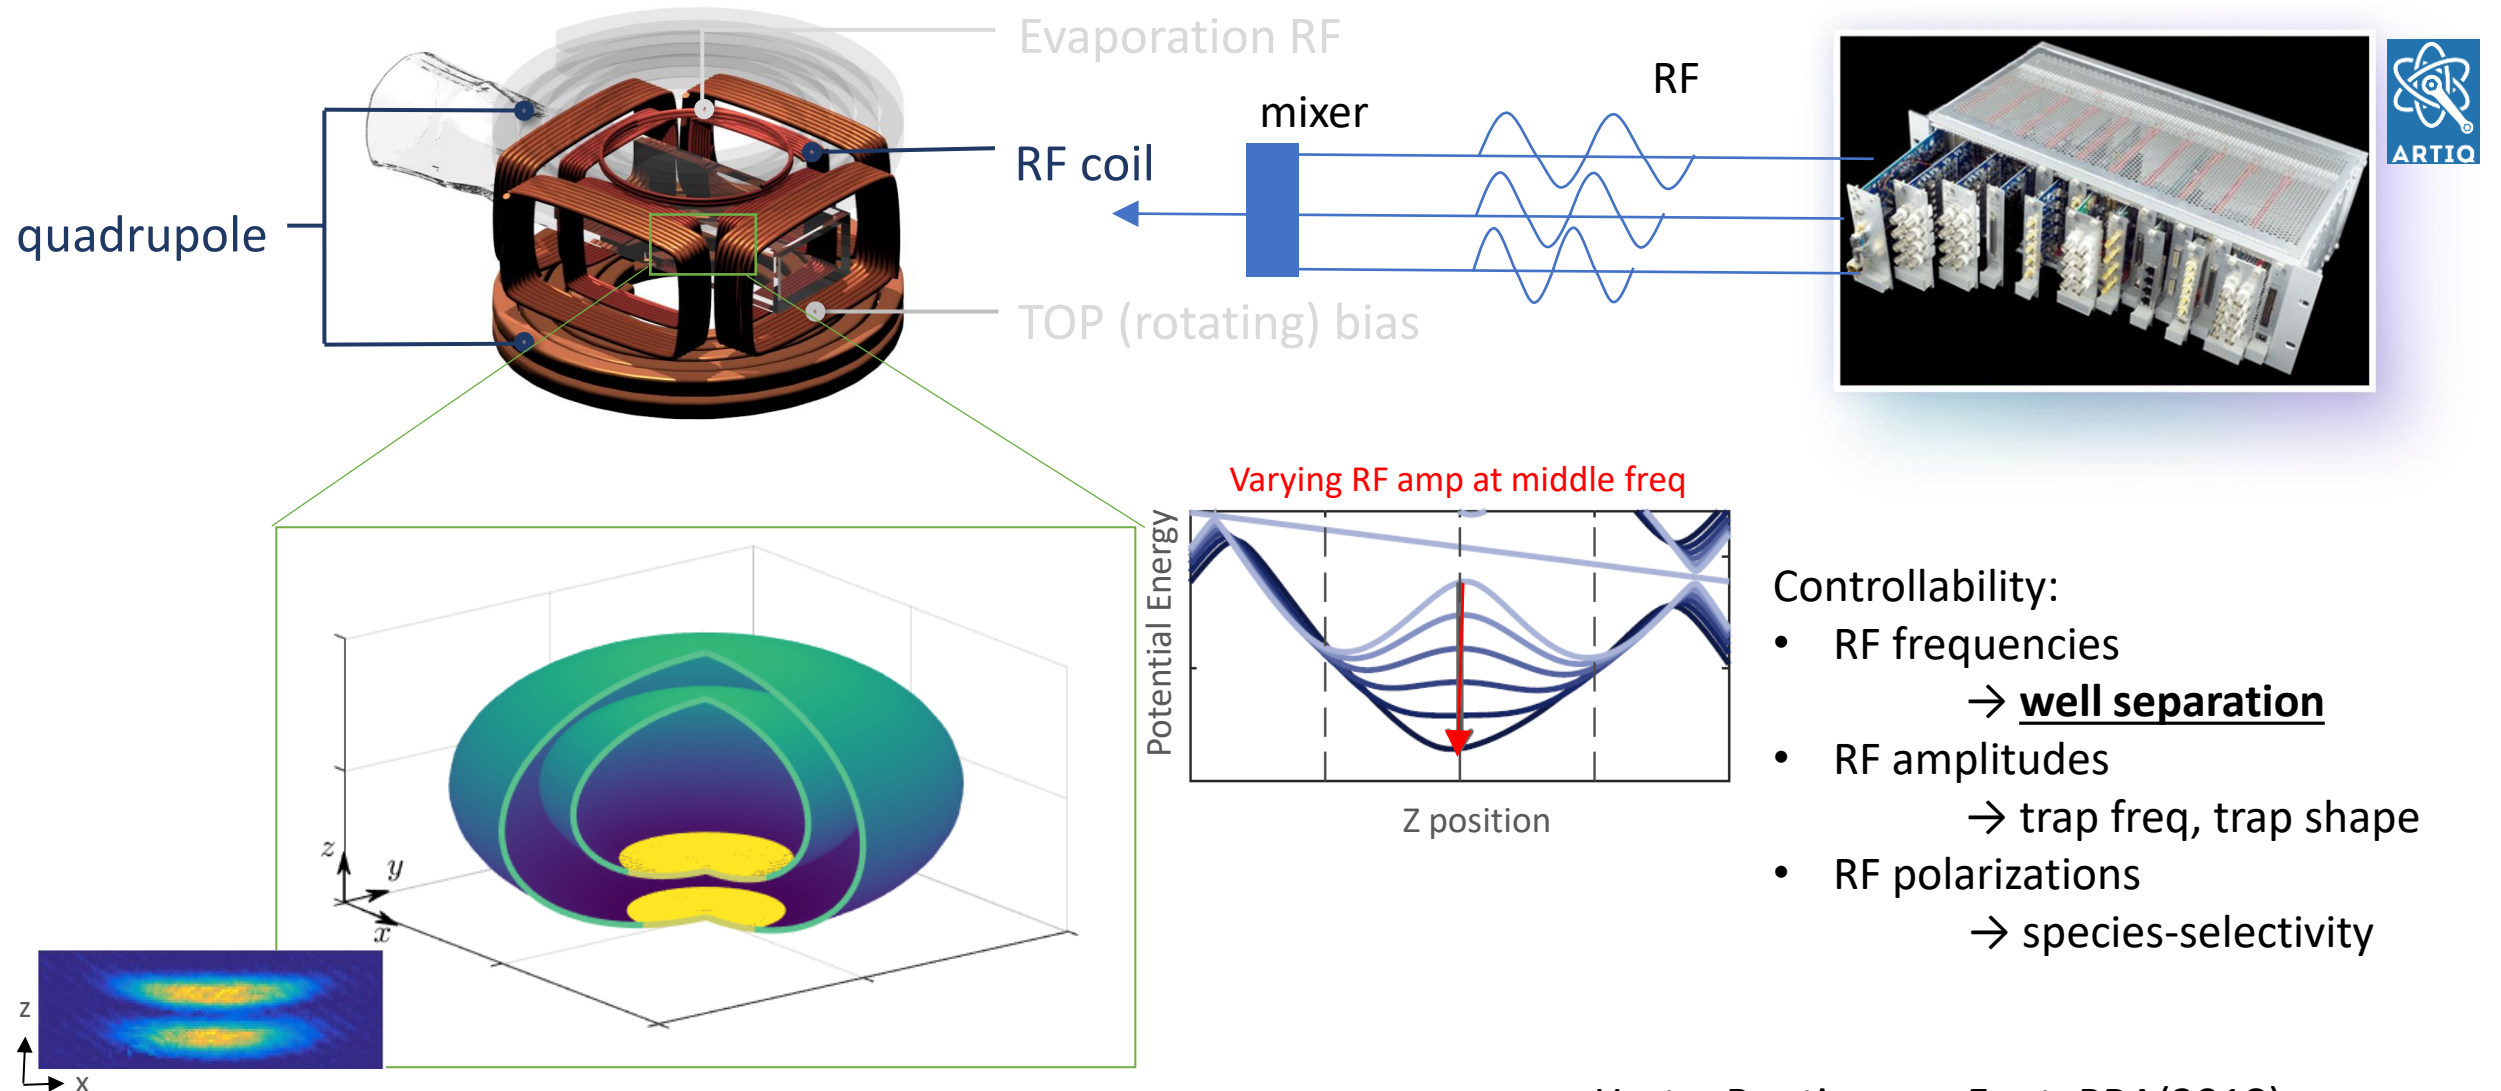 Evaporation RF
RF
mixer
ARTIQ
RF coil
quadrupole
TOP (rotating) bias
Varying RF amp at middle freq
Potential Energy
Z position
Controllability:
• RF frequencies
→ well separation
• RF amplitudes
→ trap freq, trap shape
• RF polarizations
→ species-selectivity
z
y
x
z
x